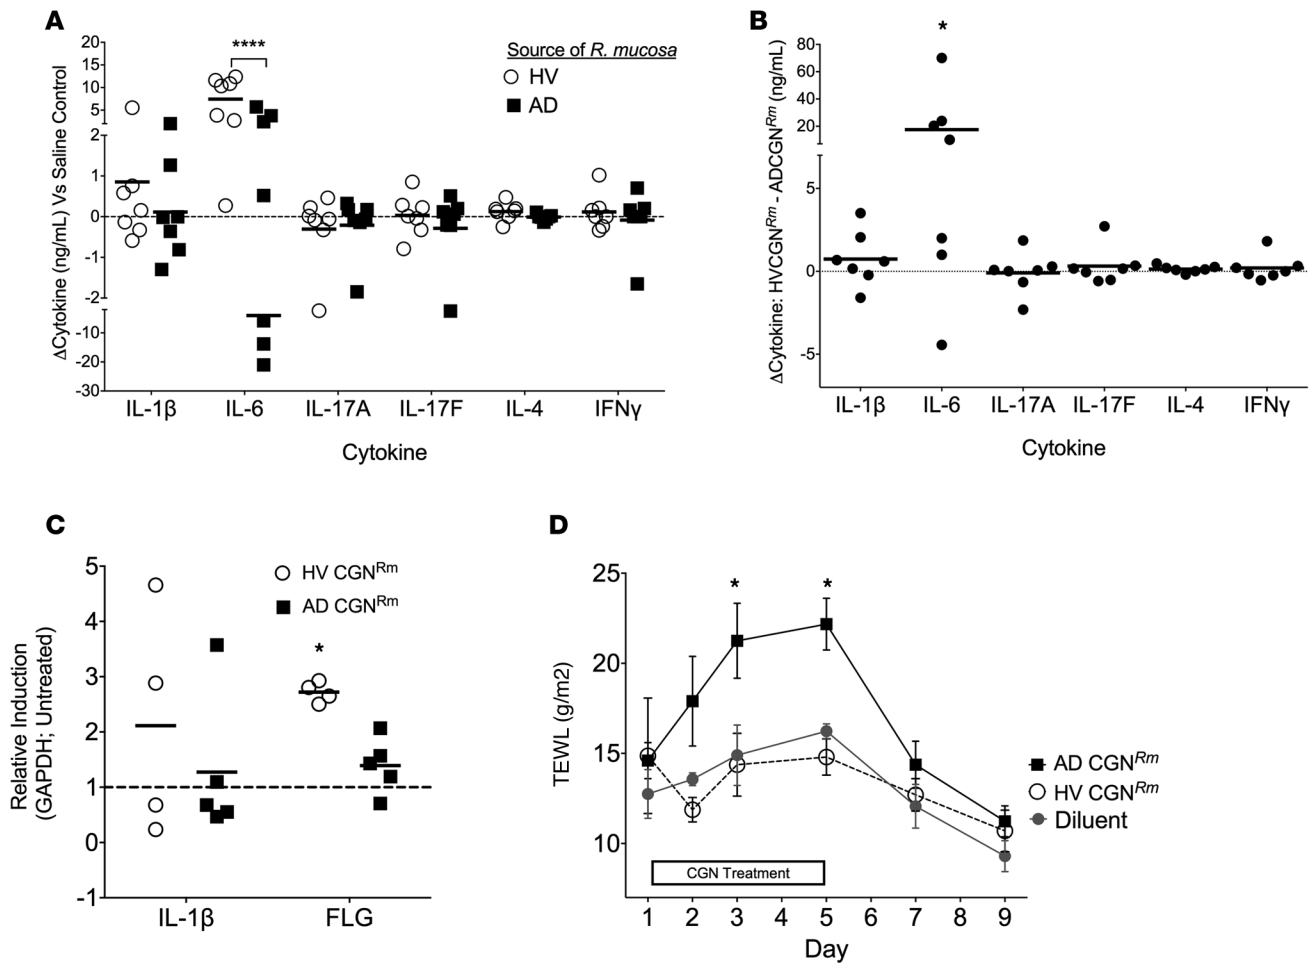 A
ΔCytokine (ng/mL) Vs Saline Control
20
15
10
5
2
1
0
-1
-2
-10
-20
-30
****
Source of R. mucosa
HV
AD
IL-1β IL-6 IL-17A IL-17F IL-4 IFNγ
Cytokine
B
ΔCytokine: HVCGN^Rm - ADCGN^Rm (ng/mL)
80
60
40
20
5
0
-5
*
IL-1β IL-6 IL-17A IL-17F IL-4 IFNγ
Cytokine
C
Relative Induction
(GAPDH; Untreated)
5
4
3
2
1
0
-1
HV CGN^Rm
AD CGN^Rm
*
IL-1β FLG
D
TEWL (g/m2)
25
20
15
10
* *
AD CGN^Rm
HV CGN^Rm
Diluent
CGN Treatment
1 2 3 4 5 6 7 8 9
Day